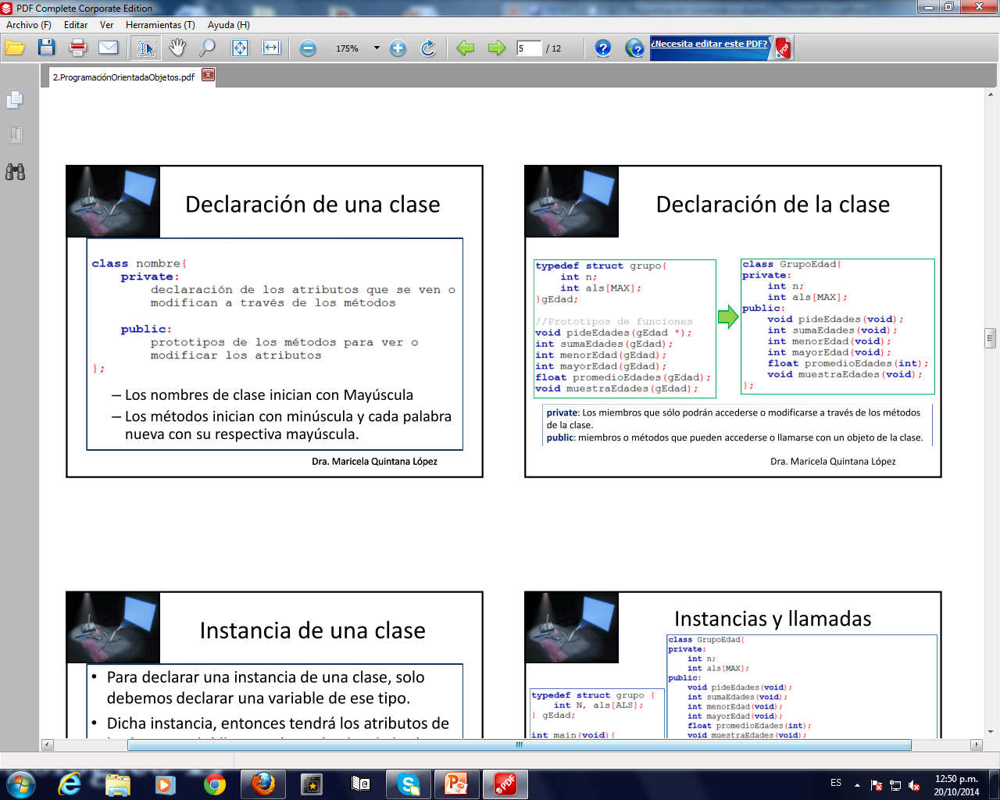 PDF Complete Corporate Edition
Archivo (F) Editar Ver Herramientas (T) Ayuda (H)
175% 5 / 12 ¿Necesita editar este PDF?
2.ProgramaciónOrientadaObjetos.pdf
Declaración de una clase
class nombre{
private:
declaración de los atributos que se ven o
modifican a través de los métodos
public:
prototipos de los métodos para ver o
modificar los atributos
};
– Los nombres de clase inician con Mayúscula
– Los métodos inician con minúscula y cada palabra
nueva con su respectiva mayúscula.
Dra. Maricela Quintana López
Declaración de la clase
typedef struct grupo{
int n;
int als[MAX];
}gEdad;
//Prototipos de funciones
void pideEdades(gEdad *);
int sumaEdades(gEdad);
int menorEdad(gEdad);
int mayorEdad(gEdad);
float promedioEdades(gEdad);
void muestraEdades(gEdad);
class GrupoEdad{
private:
int n;
int als[MAX];
public:
void pideEdades(void);
int sumaEdades(void);
int menorEdad(void);
int mayorEdad(void);
float promedioEdades(int);
void muestraEdades(void);
};
private: Los miembros que sólo podrán accederse o modificarse a través de los métodos
de la clase.
public: miembros o métodos que pueden accederse o llamarse con un objeto de la clase.
Dra. Maricela Quintana López
Instancia de una clase
• Para declarar una instancia de una clase, solo
debemos declarar una variable de ese tipo.
• Dicha instancia, entonces tendrá los atributos de
Instancias y llamadas
typedef struct grupo {
int N, als[ALS];
} gEdad;
int main(void){
class GrupoEdad{
private:
int n;
int als[MAX];
public:
void pideEdades(void);
int sumaEdades(void);
int menorEdad(void);
int mayorEdad(void);
float promedioEdades(int);
void muestraEdades(void);
ES
12:50 p.m.
20/10/2014